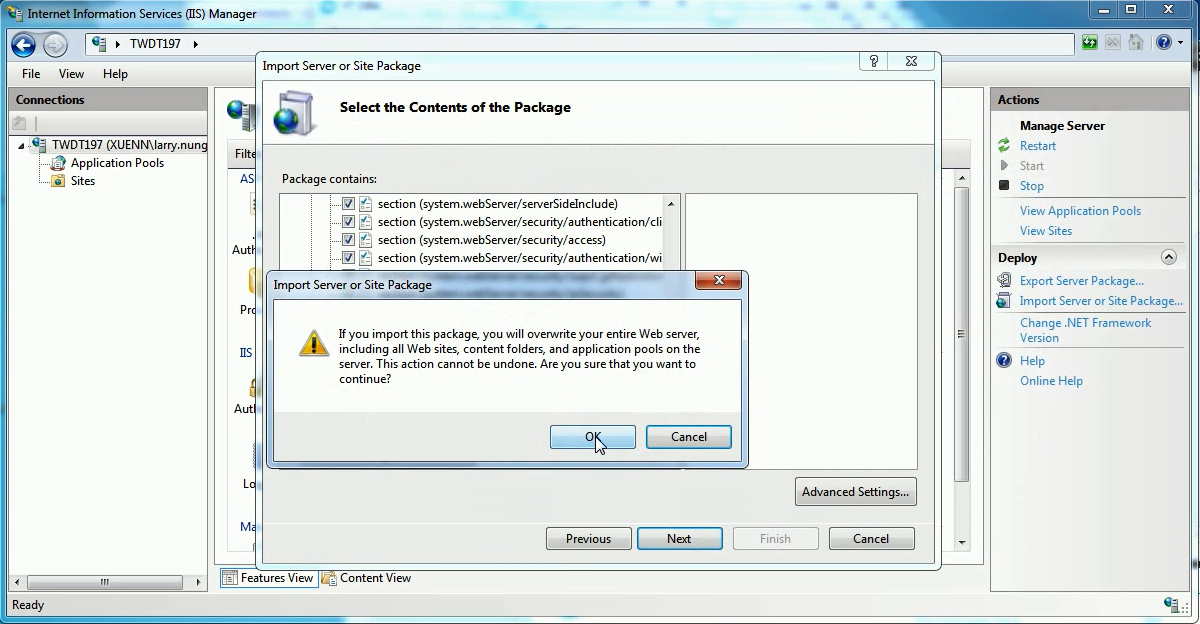 Internet Information Services (IIS) Manager
TWDT197
File View Help
Connections
TWDT197 (XUENN\larry.nung
Application Pools
Sites
Filte
AS
Auth
Pro
IIS
Auth
Lo
Ma
Import Server or Site Package
?
Select the Contents of the Package
Package contains:
section (system.webServer/serverSideInclude)
section (system.webServer/security/authentication/cli
section (system.webServer/security/access)
section (system.webServer/security/authentication/wi
Import Server or Site Package
If you import this package, you will overwrite your entire Web server,
including all Web sites, content folders, and application pools on the
server. This action cannot be undone. Are you sure that you want to
continue?
OK Cancel
Advanced Settings...
Previous Next Finish Cancel
Features View Content View
Actions
Manage Server
Restart
Start
Stop
View Application Pools
View Sites
Deploy
Export Server Package...
Import Server or Site Package...
Change .NET Framework
Version
Help
Online Help
Ready